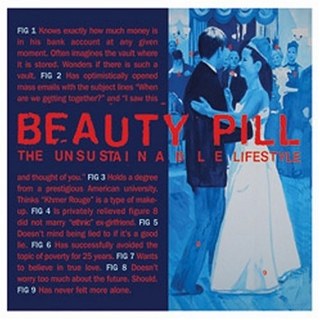 FIG 1 Knows exactly how much money is
in his bank account at any given
moment. Often imagines the vault where
it is stored. Wonders if there is such a
vault. FIG 2 Has optimistically opened
mass emails with the subject lines "When
are we getting together?" and "I saw this
BEAUTY PILL
THE UNSUSTAINABLE LIFESTYLE
and thought of you." FIG 3 Holds a degree
from a prestigious American university.
Thinks "Khmer Rouge" is a type of make-
up. FIG 4 Is privately relieved figure 8
did not marry "ethnic" ex-girlfriend. FIG 5
Doesn't mind being lied to if it's a good
lie. FIG 6 Has successfully avoided the
topic of poverty for 25 years. FIG 7 Wants
to believe in true love. FIG 8 Doesn't
worry too much about the future. Should.
FIG 9 Has never felt more alone.